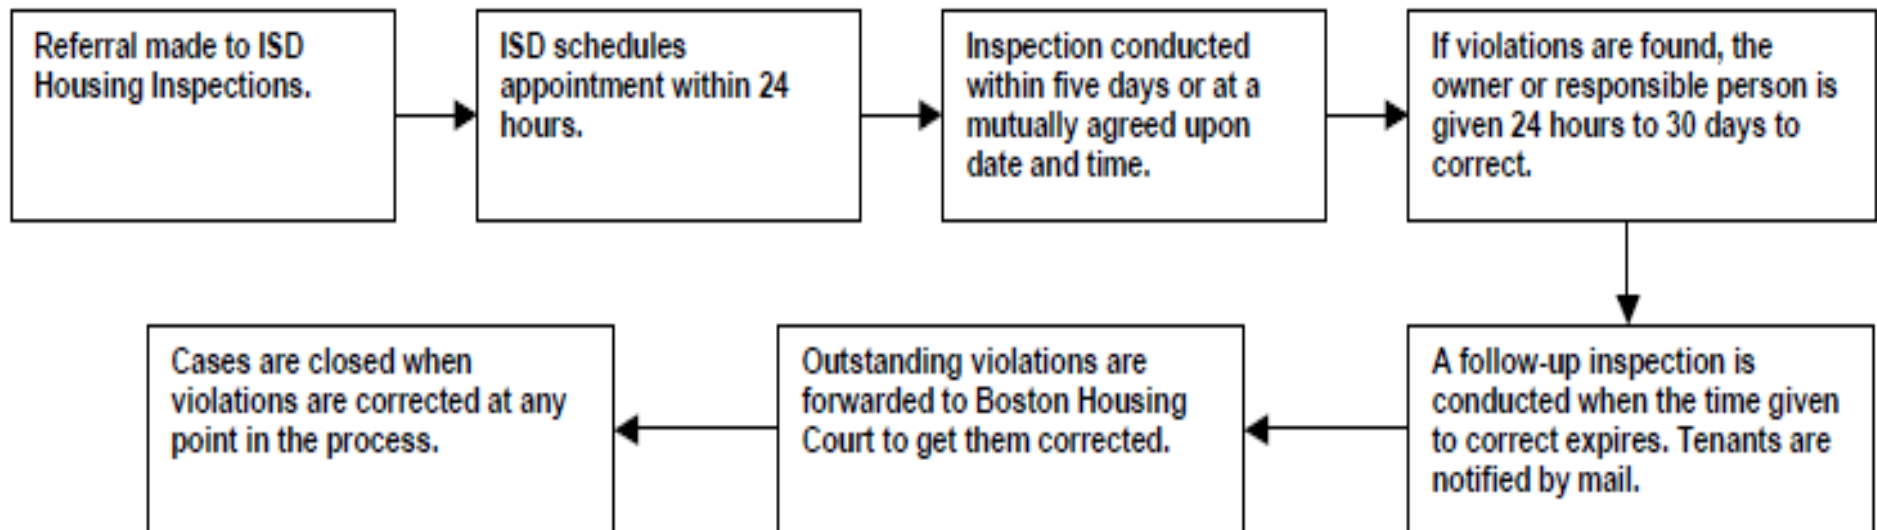 Referral made to ISD
Housing Inspections.
ISD schedules
appointment within 24
hours.
Inspection conducted
within five days or at a
mutually agreed upon
date and time.
If violations are found, the
owner or responsible person is
given 24 hours to 30 days to
correct.
A follow-up inspection is
conducted when the time given
to correct expires. Tenants are
notified by mail.
Outstanding violations are
forwarded to Boston Housing
Court to get them corrected.
Cases are closed when
violations are corrected at any
point in the process.